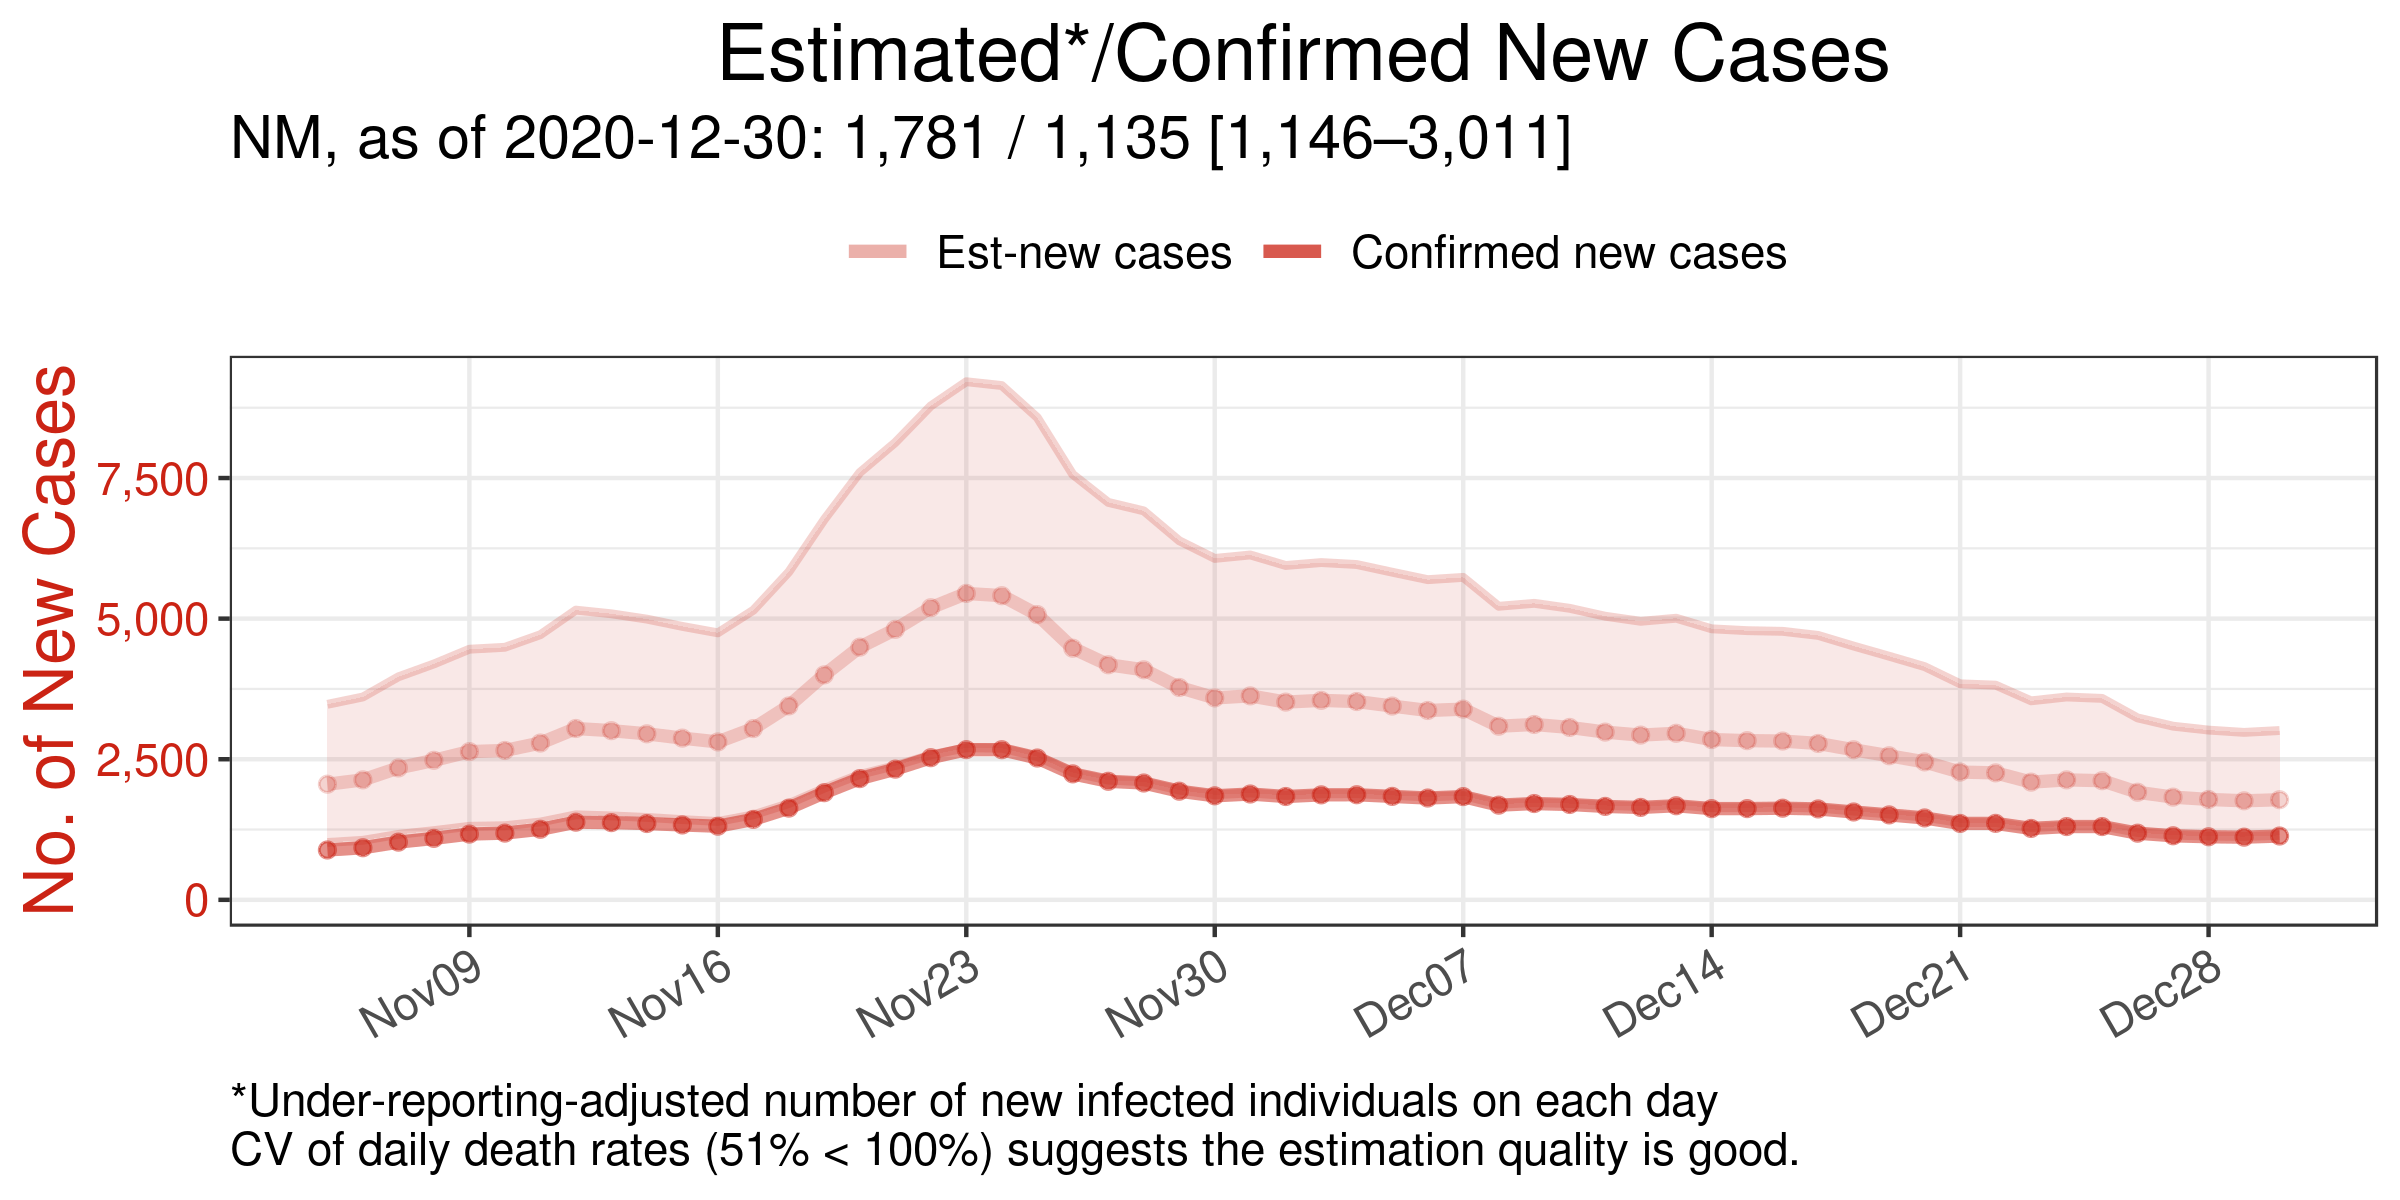 Estimated*/Confirmed New Cases
NM, as of 2020-12-30: 1,781 / 1,135 [1,146–3,011]
Est-new cases Confirmed new cases
No. of New Cases
7,500
5,000
2,500
0
Nov09 Nov16 Nov23 Nov30 Dec07 Dec14 Dec21 Dec28
*Under-reporting-adjusted number of new infected individuals on each day
CV of daily death rates (51% < 100%) suggests the estimation quality is good.